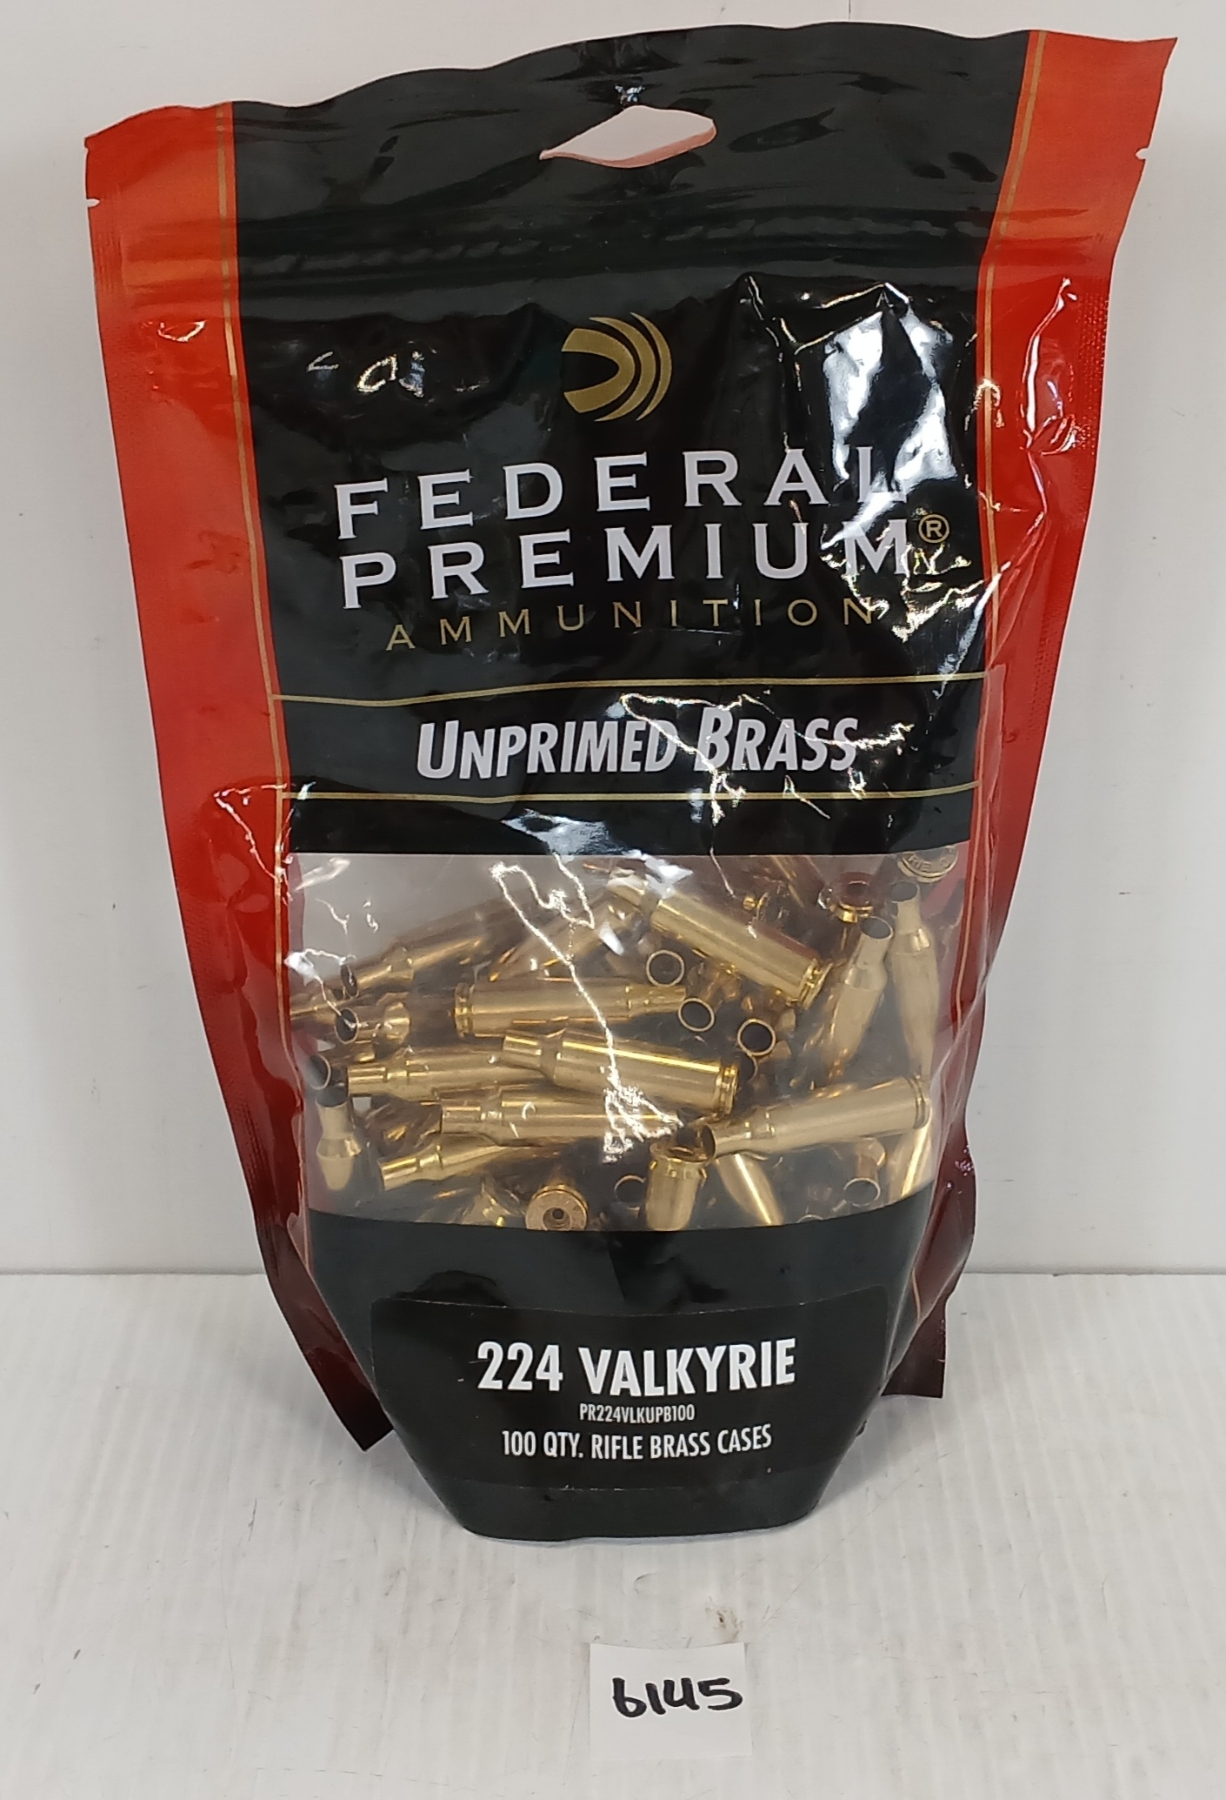 FEDERAL
PREMIUM®
AMMUNITION
UNPRIMED BRASS
224 VALKYRIE
PR224VLKUPB100
100 QTY. RIFLE BRASS CASES
6145